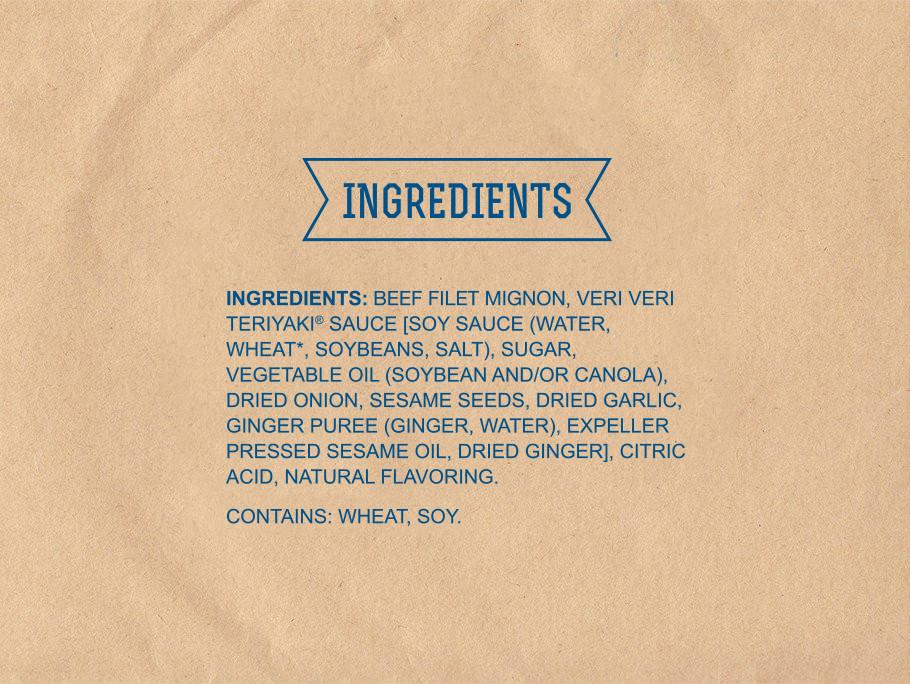 INGREDIENTS
INGREDIENTS: BEEF FILET MIGNON, VERI VERI
TERIYAKI® SAUCE [SOY SAUCE (WATER,
WHEAT*, SOYBEANS, SALT), SUGAR,
VEGETABLE OIL (SOYBEAN AND/OR CANOLA),
DRIED ONION, SESAME SEEDS, DRIED GARLIC,
GINGER PUREE (GINGER, WATER), EXPELLER
PRESSED SESAME OIL, DRIED GINGER], CITRIC
ACID, NATURAL FLAVORING.
CONTAINS: WHEAT, SOY.